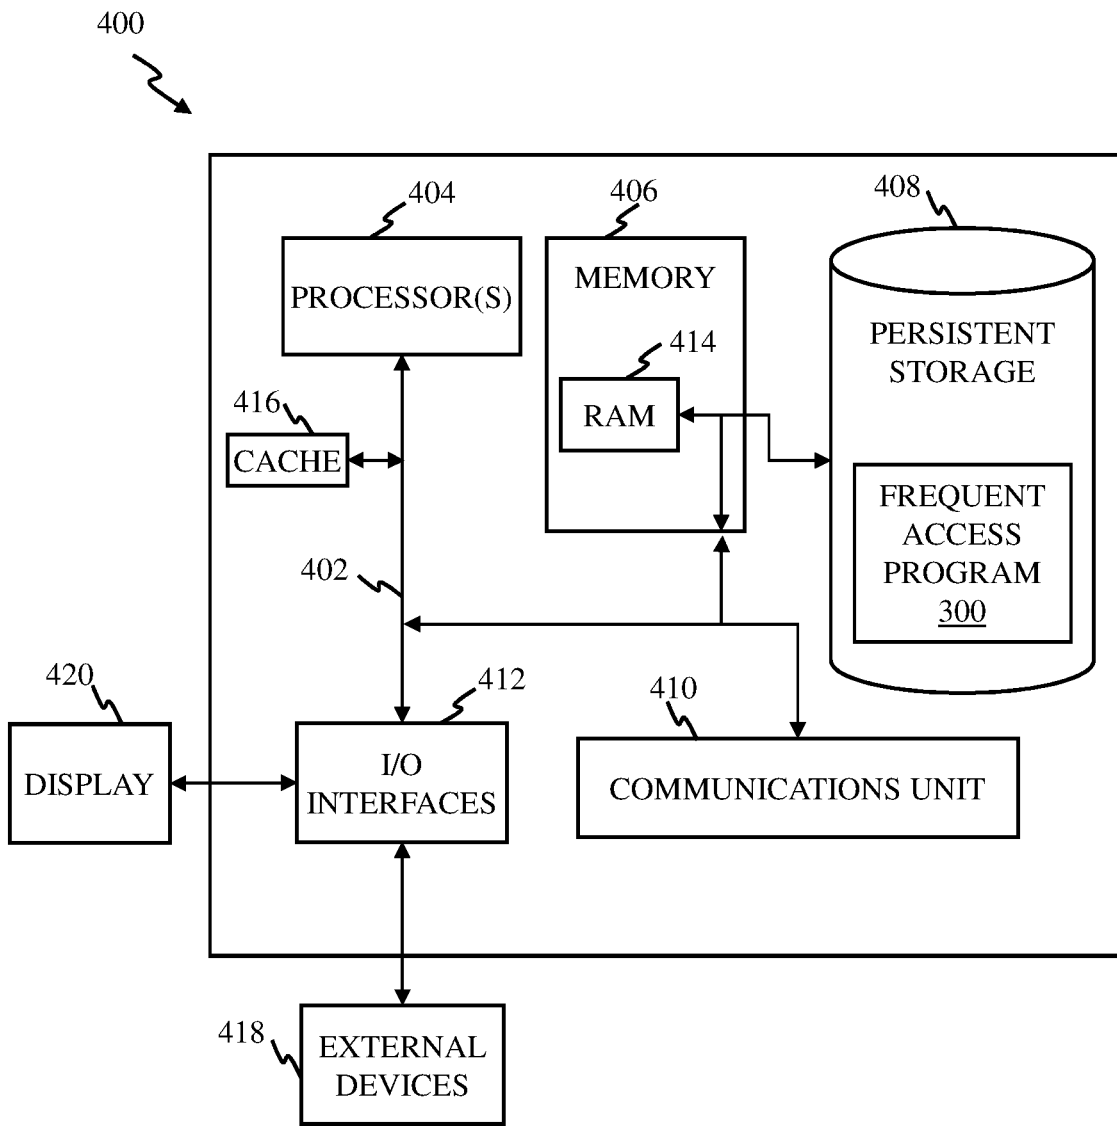 400
404
PROCESSOR(S)
406
MEMORY
408
PERSISTENT
STORAGE
414
RAM
416
CACHE
FREQUENT
ACCESS
PROGRAM
300
402
420
DISPLAY
412
I/O
INTERFACES
410
COMMUNICATIONS UNIT
418
EXTERNAL
DEVICES